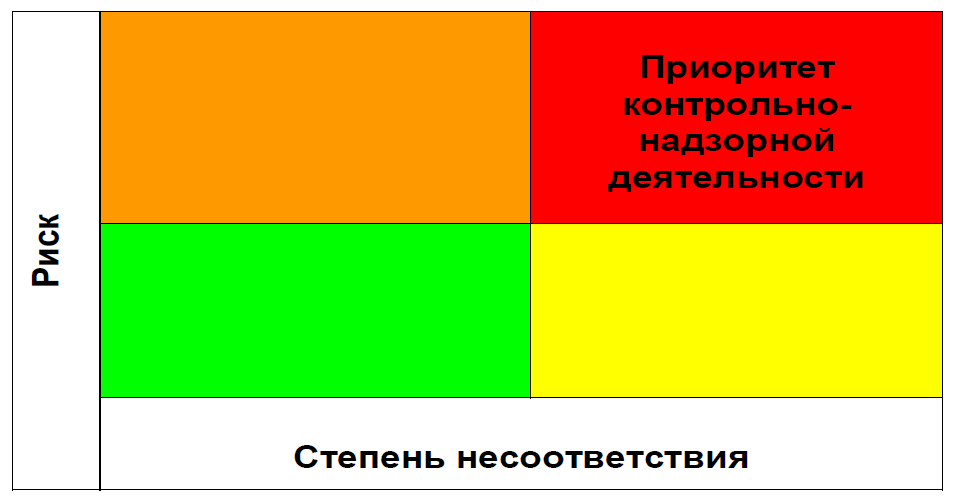 Приоритет
контрольно-
надзорной
деятельности
Риск
Степень несоответствия